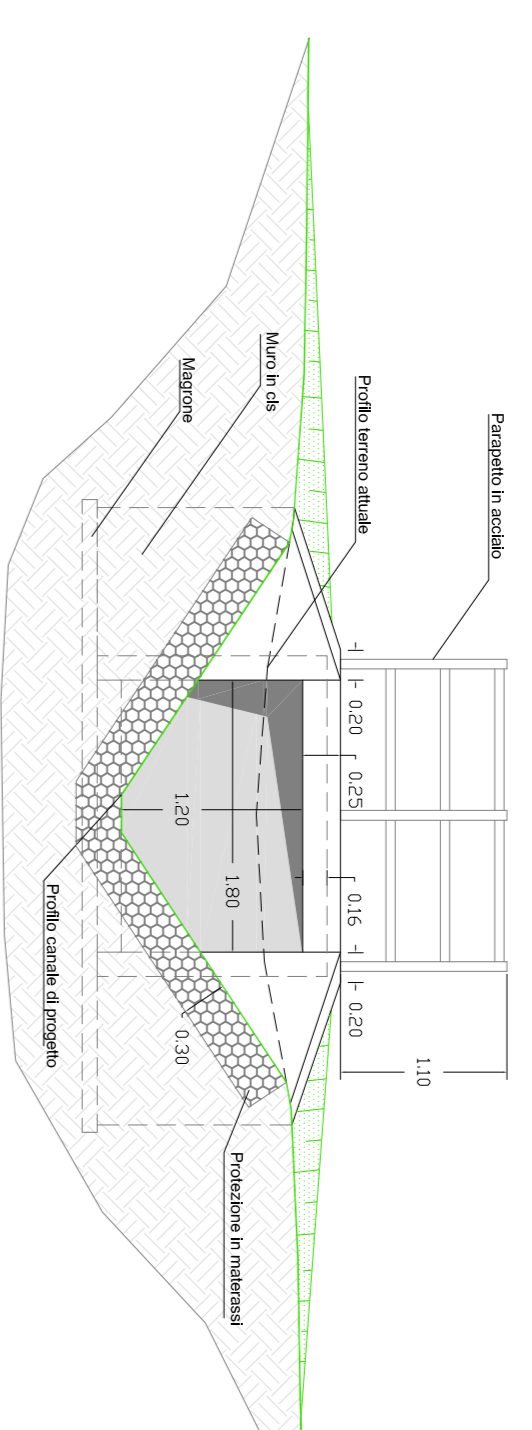 Parapetto in acciaio
Profilo terreno attuale
Muro in cls
Magrone
0.20
0.25
0.16
0.20
1.10
1.20
1.80
0.30
Profilo canale di progetto
Protezione in materassi